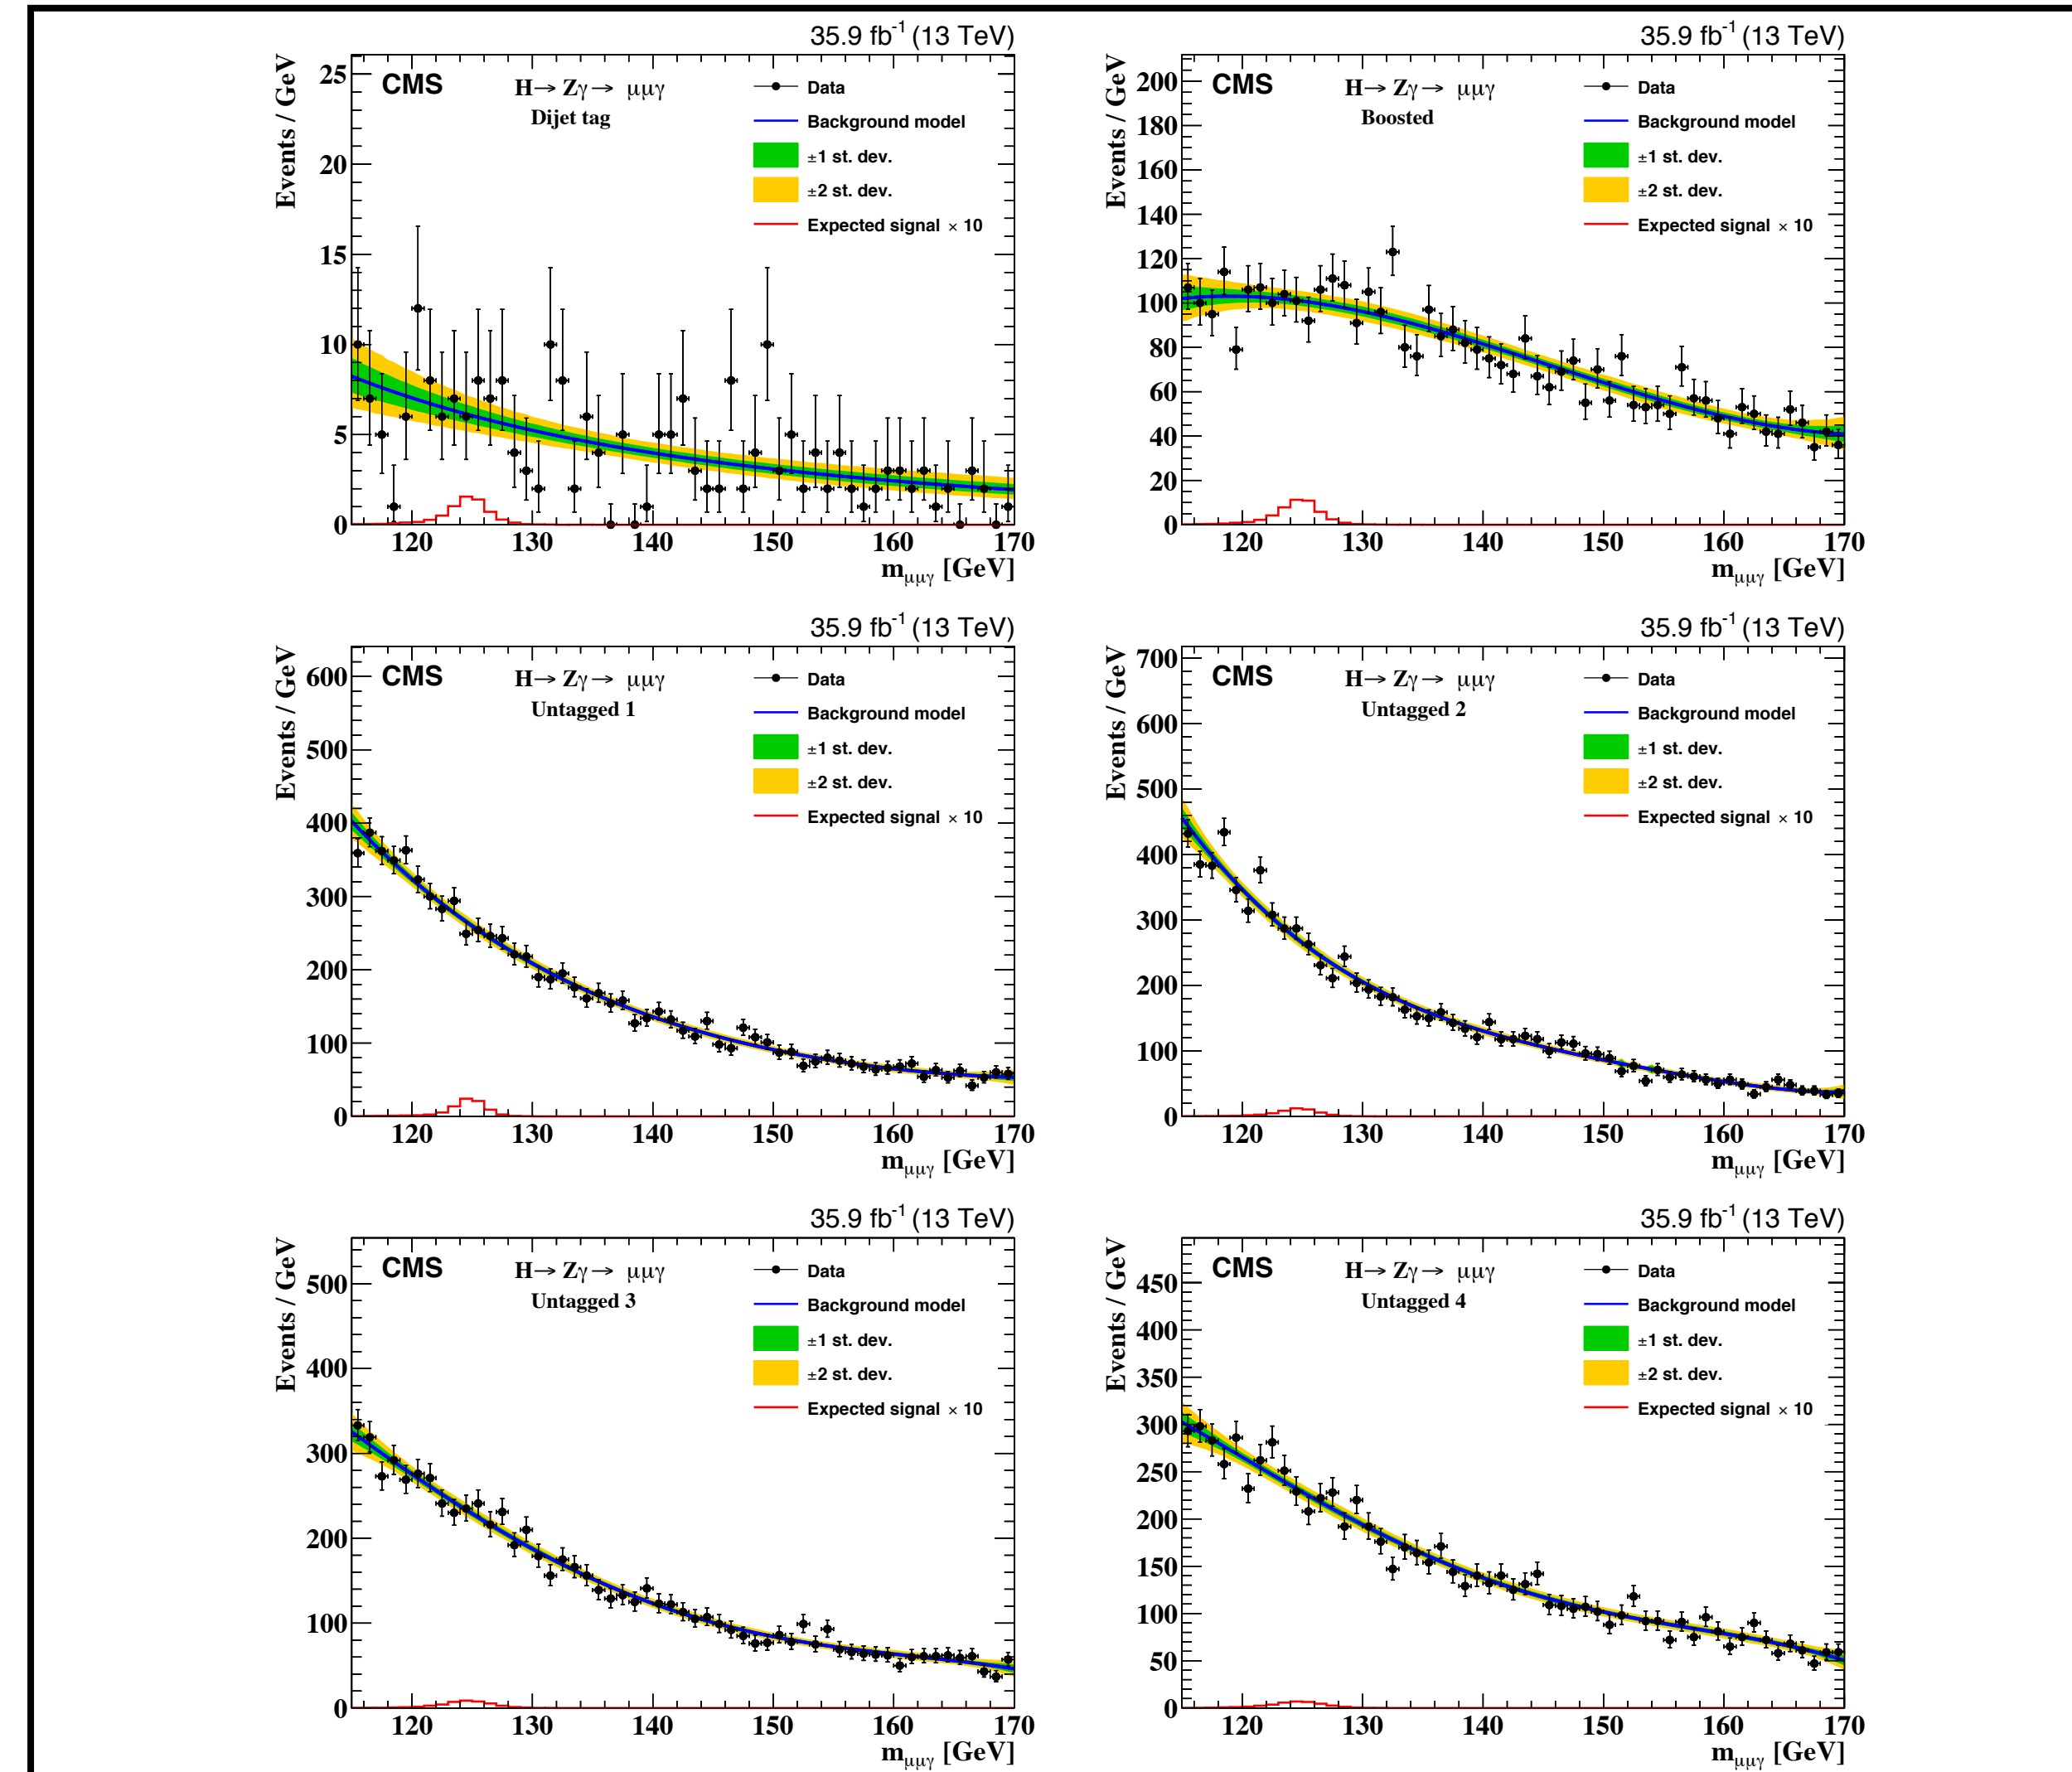 35.9 fb⁻¹ (13 TeV)
Events / GeV
CMS
H→ Zγ→ μμγ
Dijet tag
Data
Background model
±1 st. dev.
±2 st. dev.
Expected signal × 10
25
20
15
10
5
0
120 130 140 150 160 170
m_μμγ [GeV]
35.9 fb⁻¹ (13 TeV)
Events / GeV
CMS
H→ Zγ→ μμγ
Boosted
Data
Background model
±1 st. dev.
±2 st. dev.
Expected signal × 10
200
180
160
140
120
100
80
60
40
20
0
120 130 140 150 160 170
m_μμγ [GeV]
35.9 fb⁻¹ (13 TeV)
Events / GeV
CMS
H→ Zγ→ μμγ
Untagged 1
Data
Background model
±1 st. dev.
±2 st. dev.
Expected signal × 10
600
500
400
300
200
100
0
120 130 140 150 160 170
m_μμγ [GeV]
35.9 fb⁻¹ (13 TeV)
Events / GeV
CMS
H→ Zγ→ μμγ
Untagged 2
Data
Background model
±1 st. dev.
±2 st. dev.
Expected signal × 10
700
600
500
400
300
200
100
0
120 130 140 150 160 170
m_μμγ [GeV]
35.9 fb⁻¹ (13 TeV)
Events / GeV
CMS
H→ Zγ→ μμγ
Untagged 3
Data
Background model
±1 st. dev.
±2 st. dev.
Expected signal × 10
500
400
300
200
100
0
120 130 140 150 160 170
m_μμγ [GeV]
35.9 fb⁻¹ (13 TeV)
Events / GeV
CMS
H→ Zγ→ μμγ
Untagged 4
Data
Background model
±1 st. dev.
±2 st. dev.
Expected signal × 10
450
400
350
300
250
200
150
100
50
0
120 130 140 150 160 170
m_μμγ [GeV]